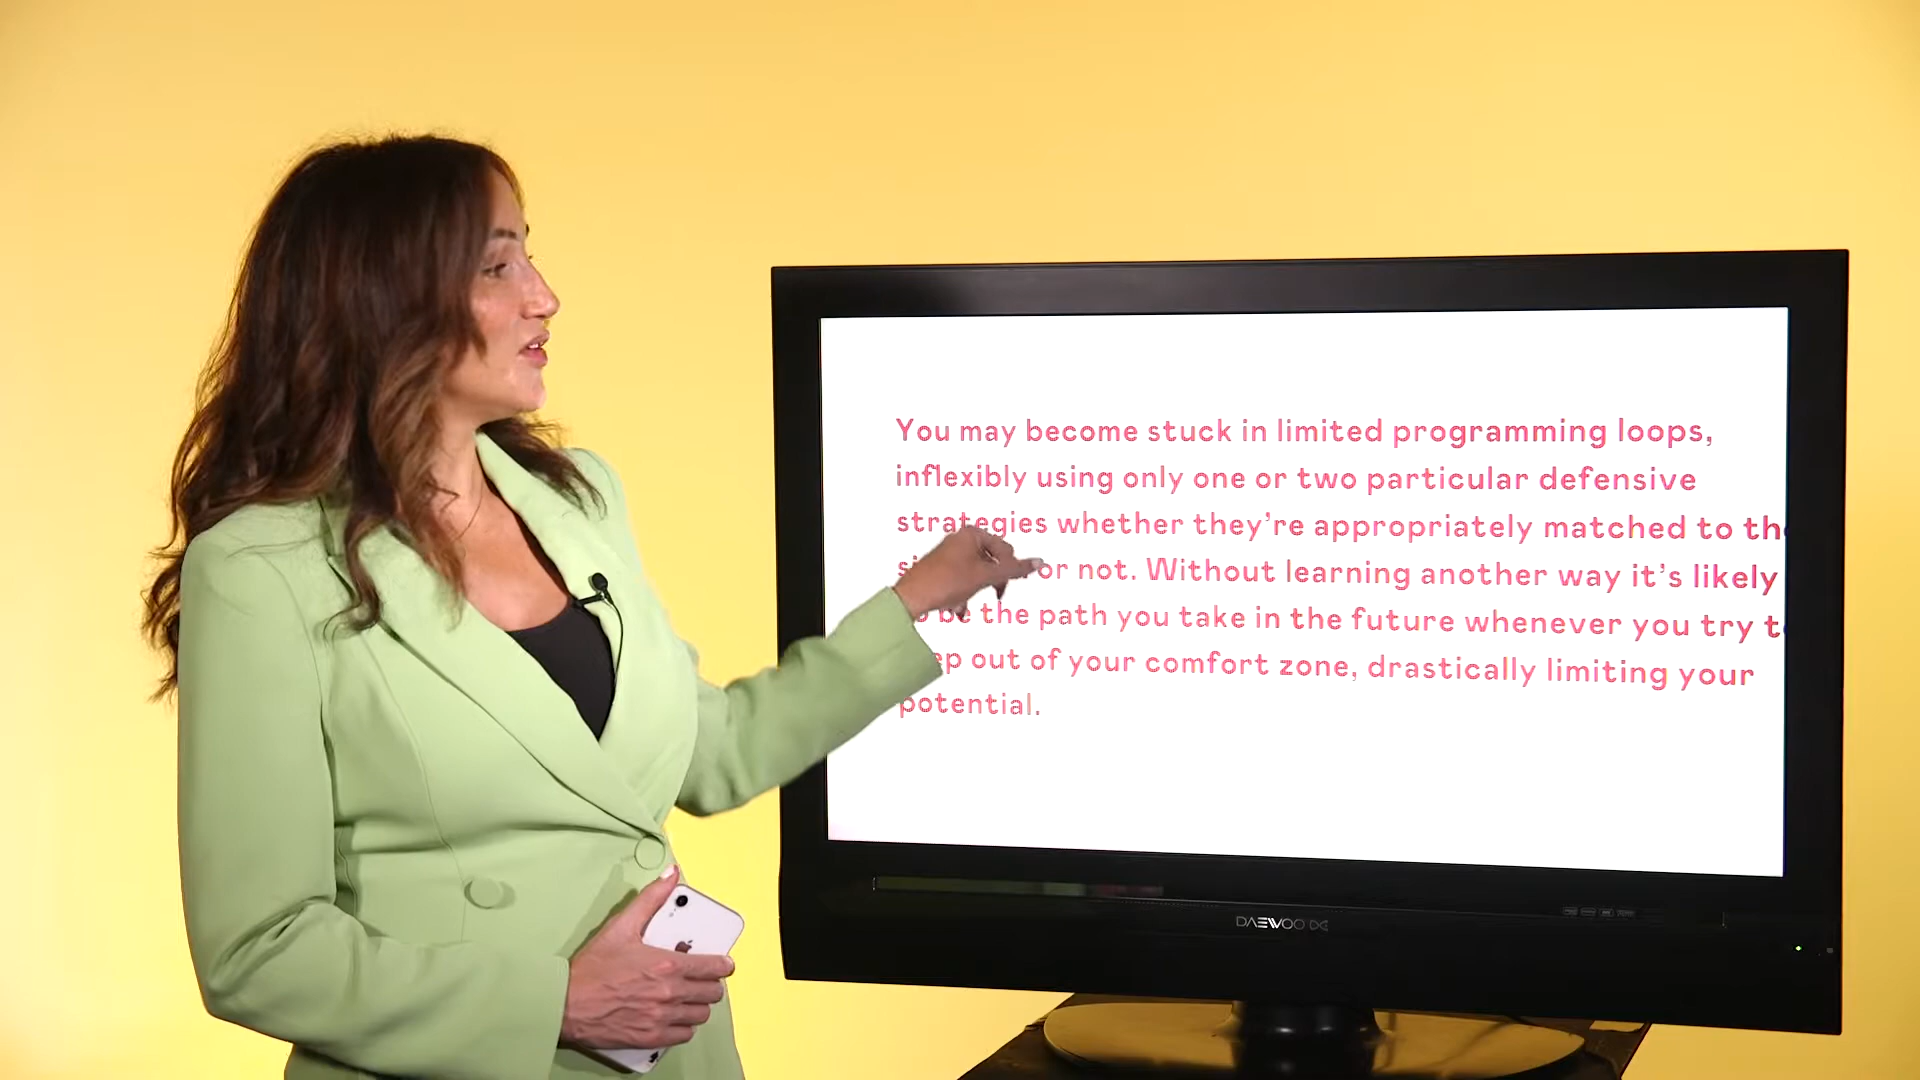 You may become stuck in limited programming loops,
inflexibly using only one or two particular defensive
strategies whether they're appropriately matched to the
or not. Without learning another way it's likely
be the path you take in the future whenever you try
out of your comfort zone, drastically limiting your
potential.
DAEWOO